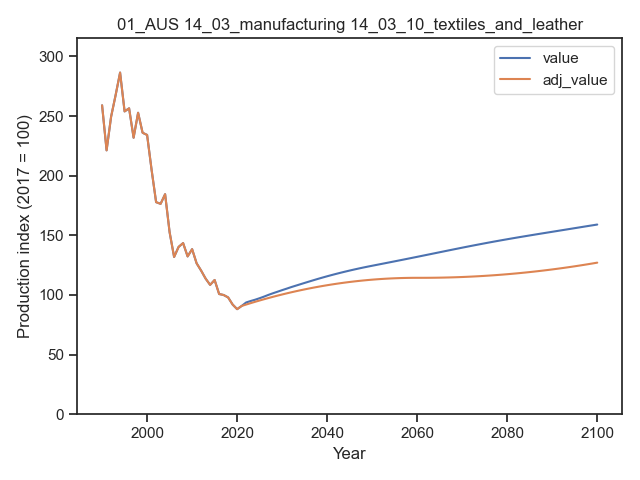 01_AUS 14_03_manufacturing 14_03_10_textiles_and_leather
value
adj_value
Production index (2017 = 100)
300
250
200
150
100
50
0
2000 2020 2040 2060 2080 2100
Year